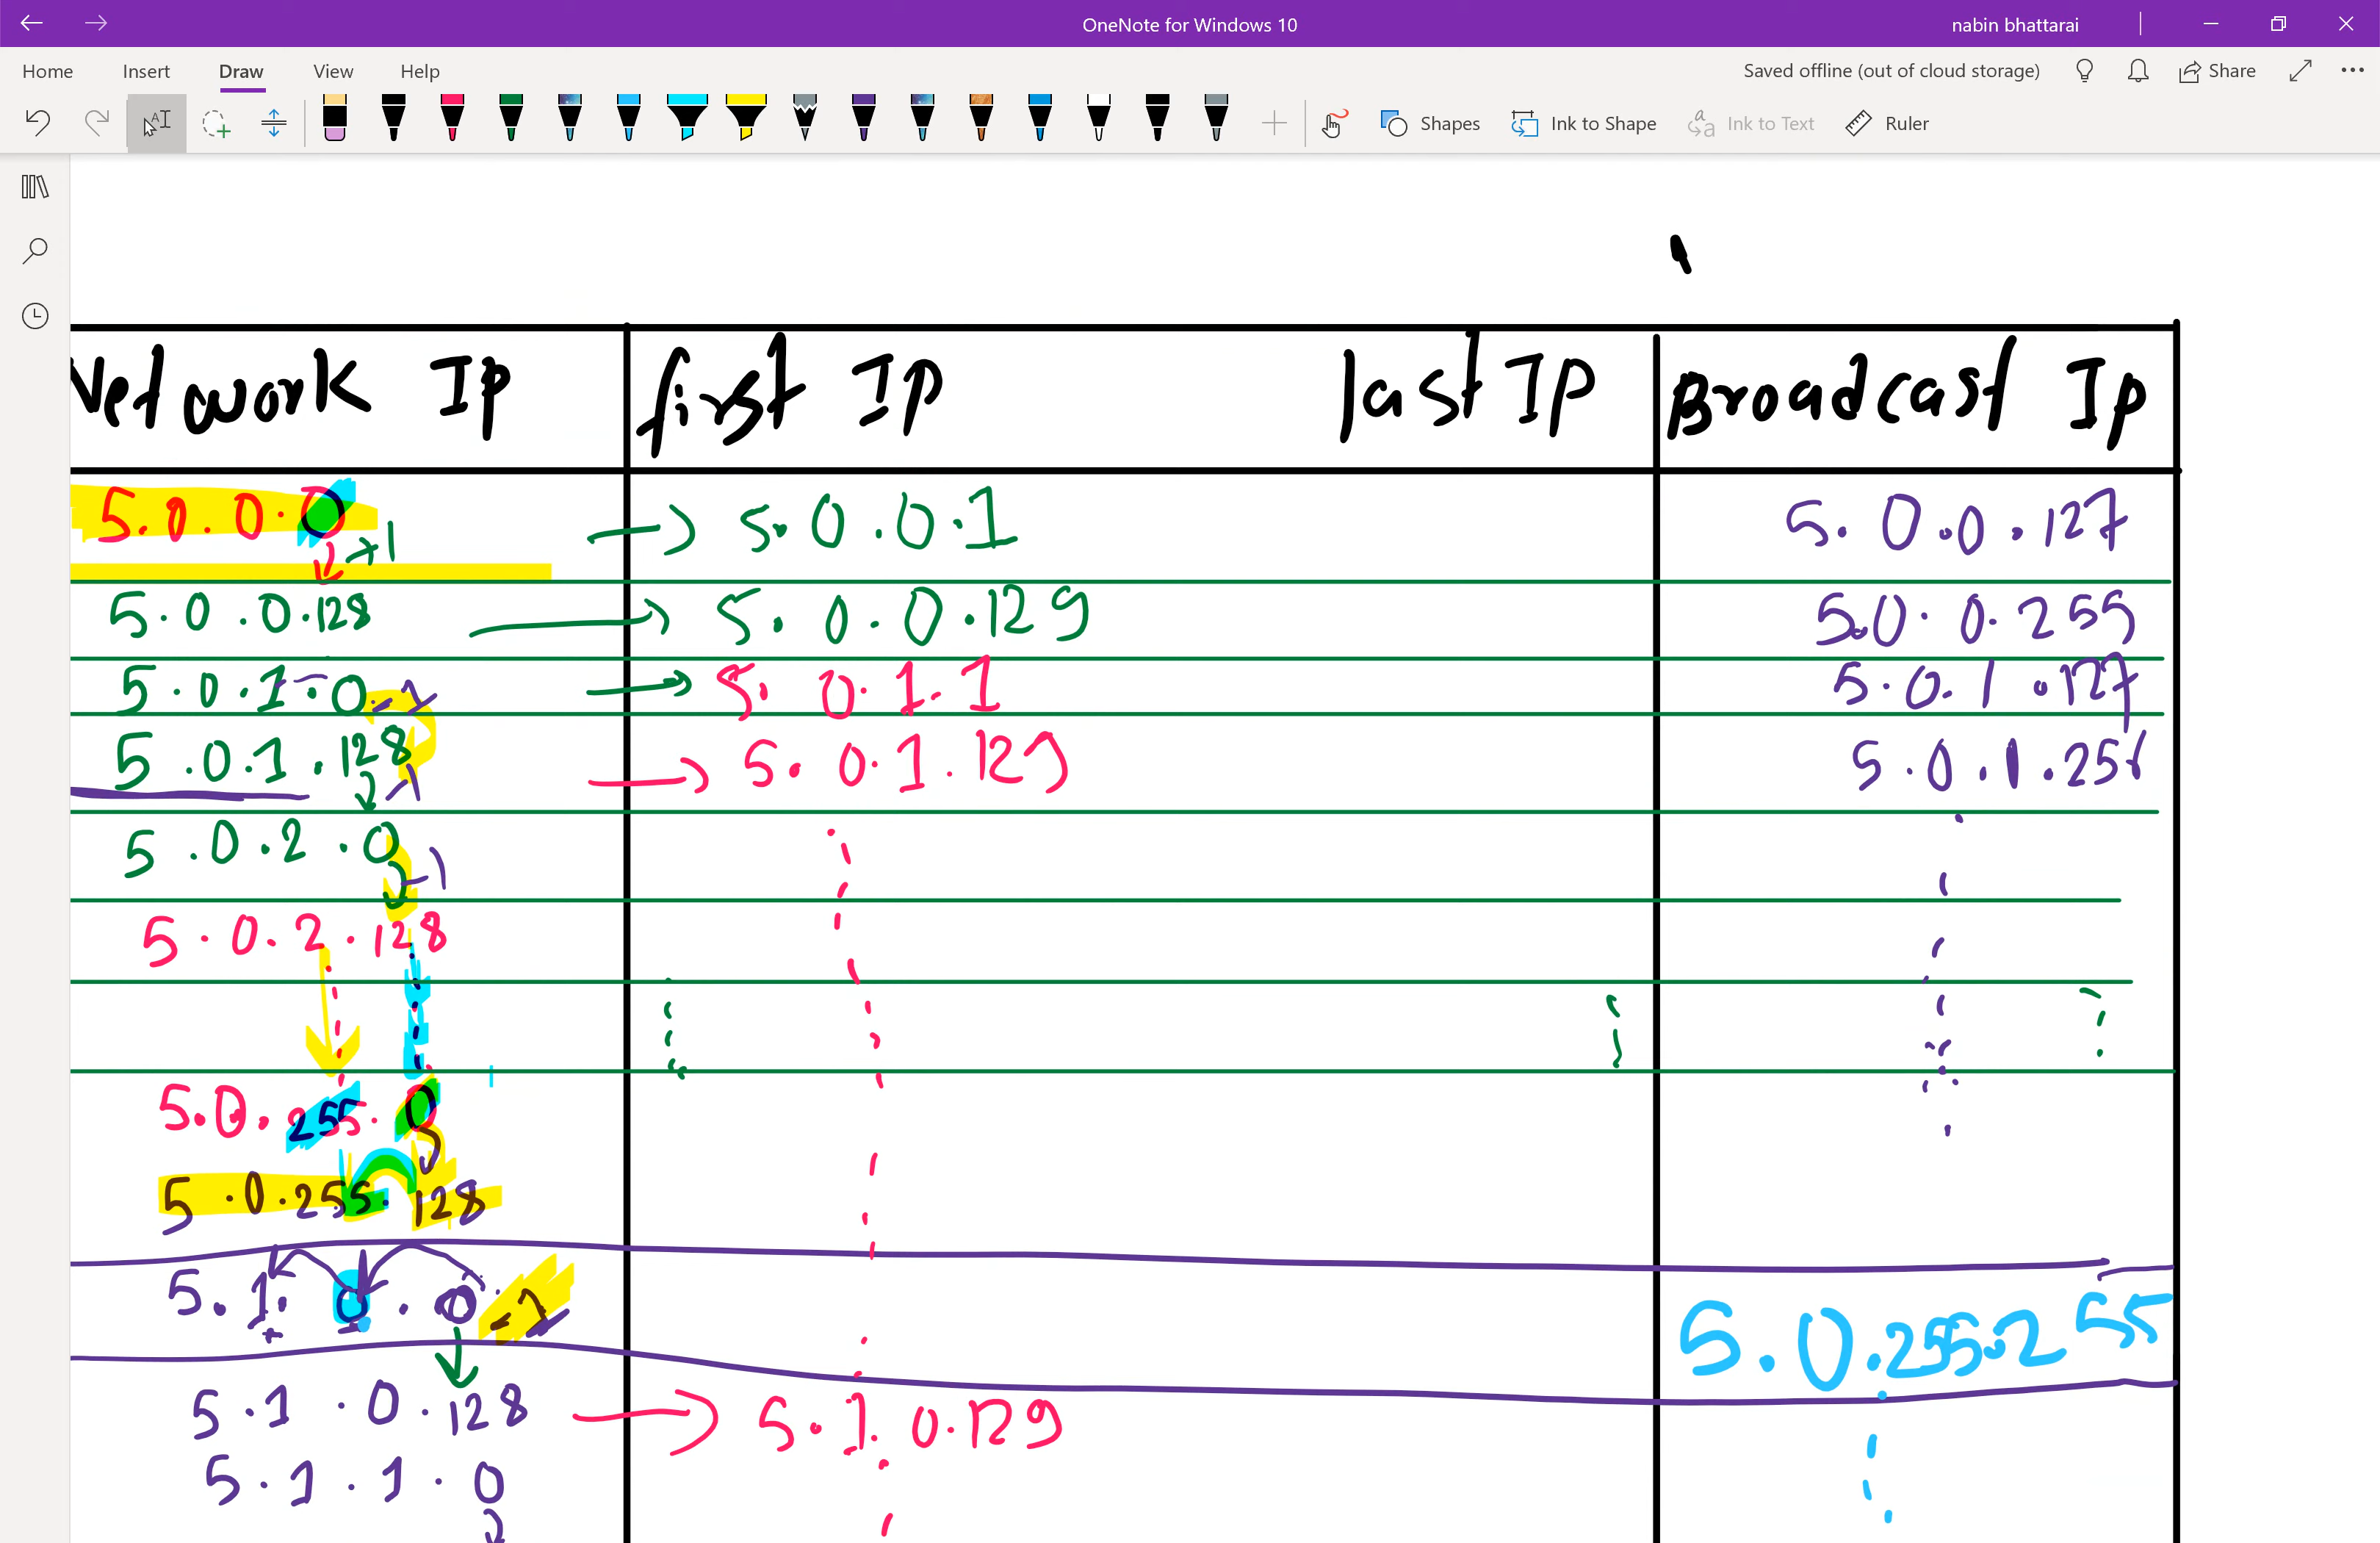 OneNote for Windows 10
nabin bhattarai
Home Insert Draw View Help
Saved offline (out of cloud storage)
Share
Shapes
Ink to Shape
Ink to Text
Ruler
Network Ip first IP last IP Broadcast Ip
5.0.0.0 → 5.0.0.1 5.0.0.127
+1
5.0.0.128 → 5.0.0.129 5.0.0.255
5.0.1.0 -1 → 5.0.1.1 5.0.1.127
5.0.1.128 → 5.0.1.129 5.0.1.255
-1
5.0.2.0
-1
5.0.2.128
5.0.255.0
5.0.255.128
5.1.0.0 -1 5.0.255.255
5.1.0.128 → 5.1.0.129
5.1.1.0